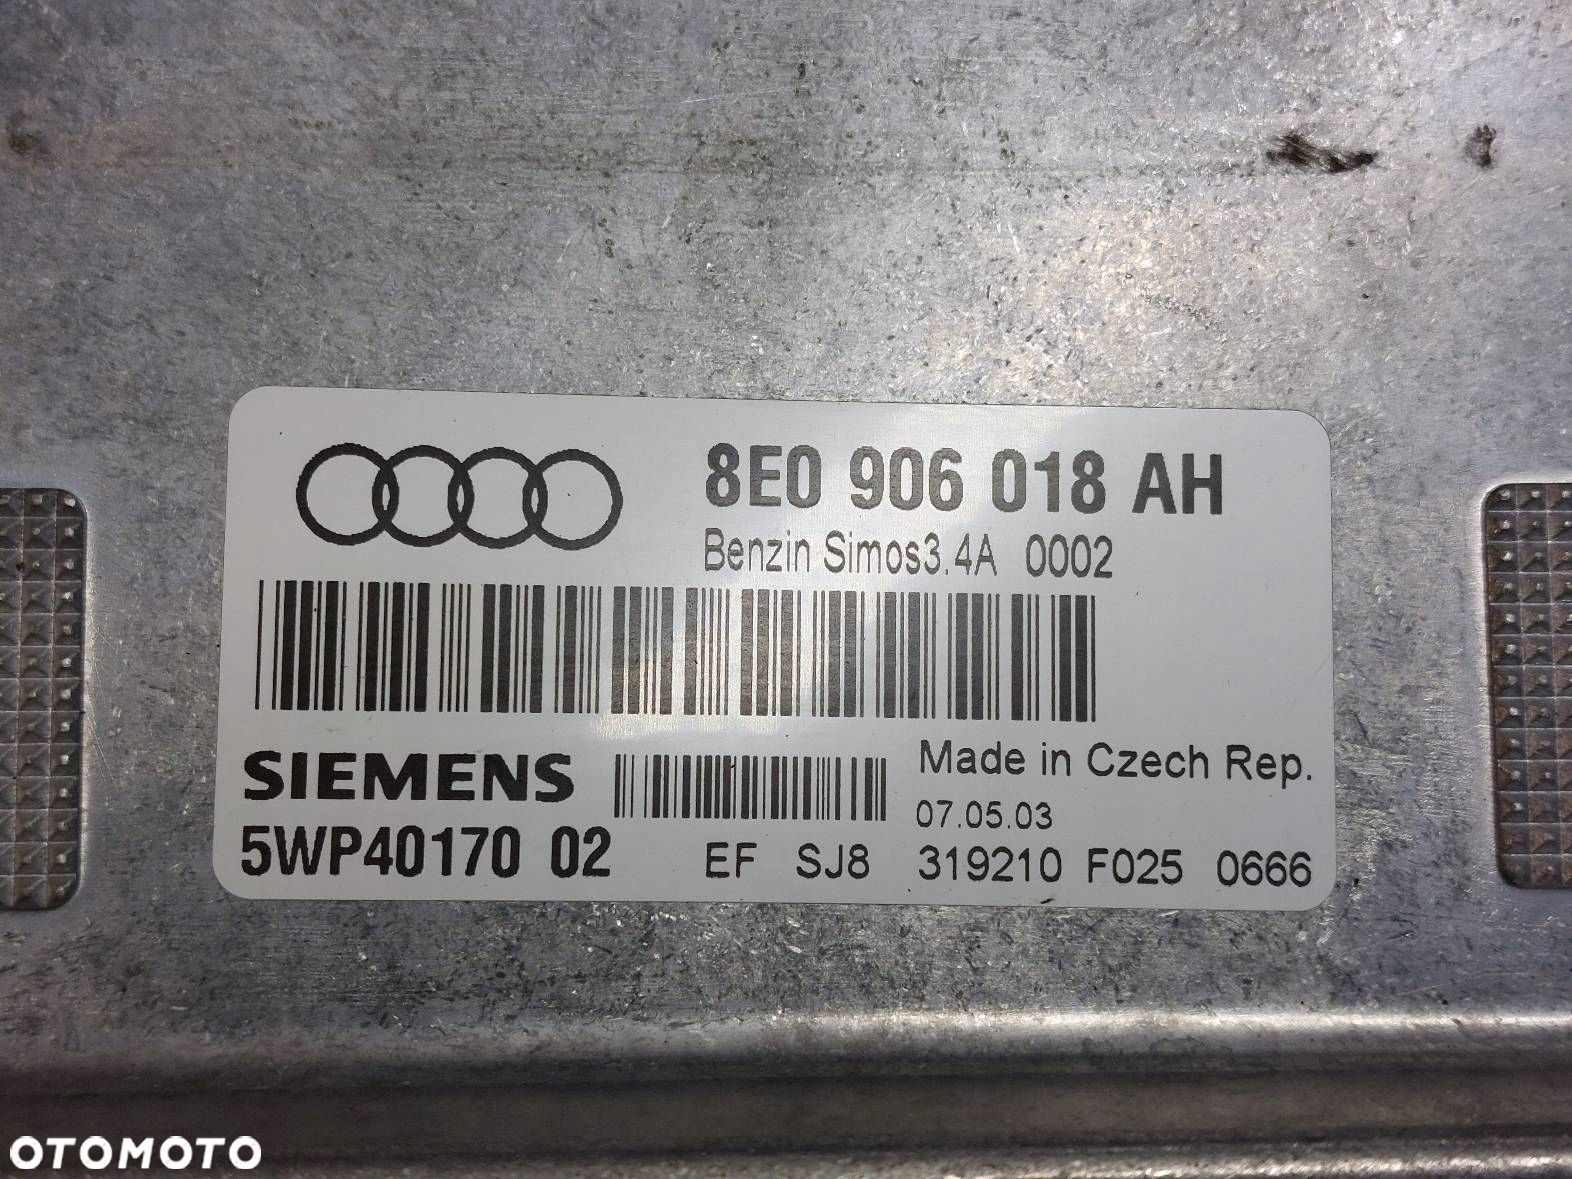 8E0 906 018 AH
Benzin Simos3.4A 0002
SIEMENS
Made in Czech Rep.
07.05.03
5WP40170 02
EF SJ8 319210 F025 0666
OTOMOTO